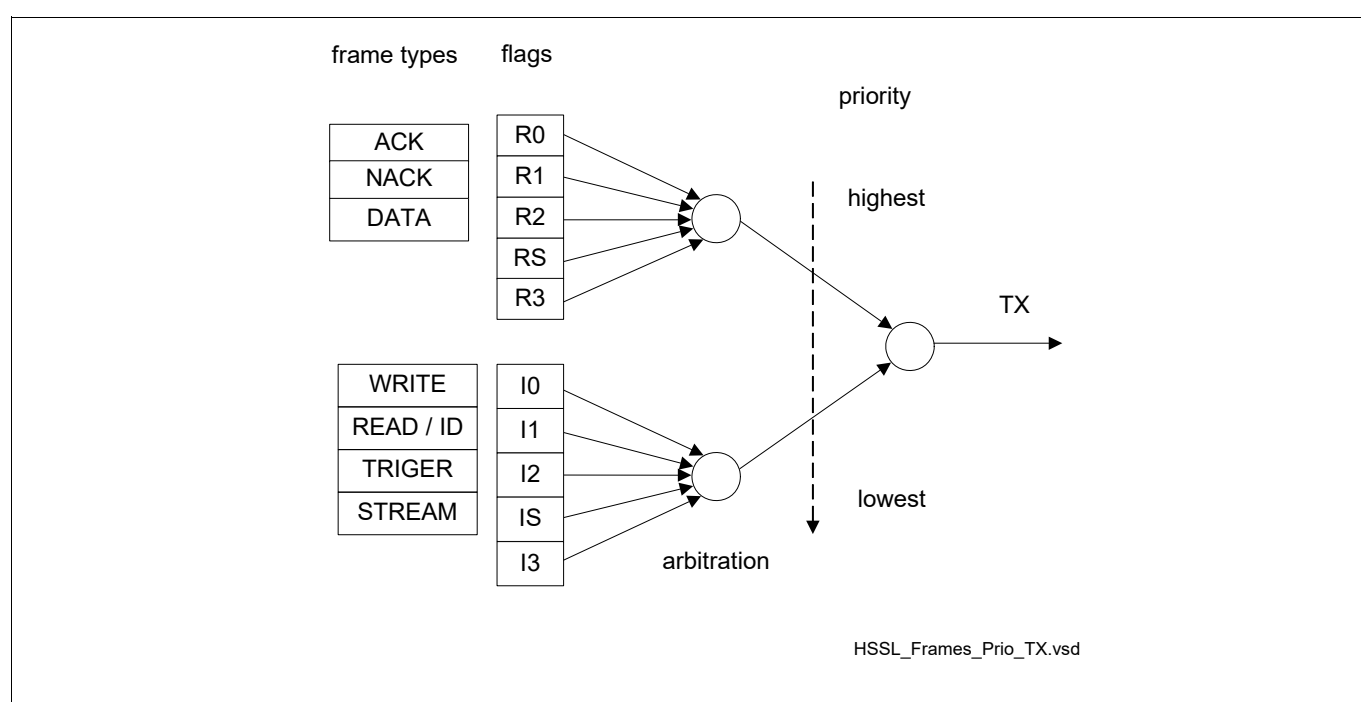 frame types flags
priority
ACK
NACK
DATA
R0
R1
R2
RS
R3
highest
TX
WRITE
READ / ID
TRIGER
STREAM
I0
I1
I2
IS
I3
lowest
arbitration
HSSL_Frames_Prio_TX.vsd